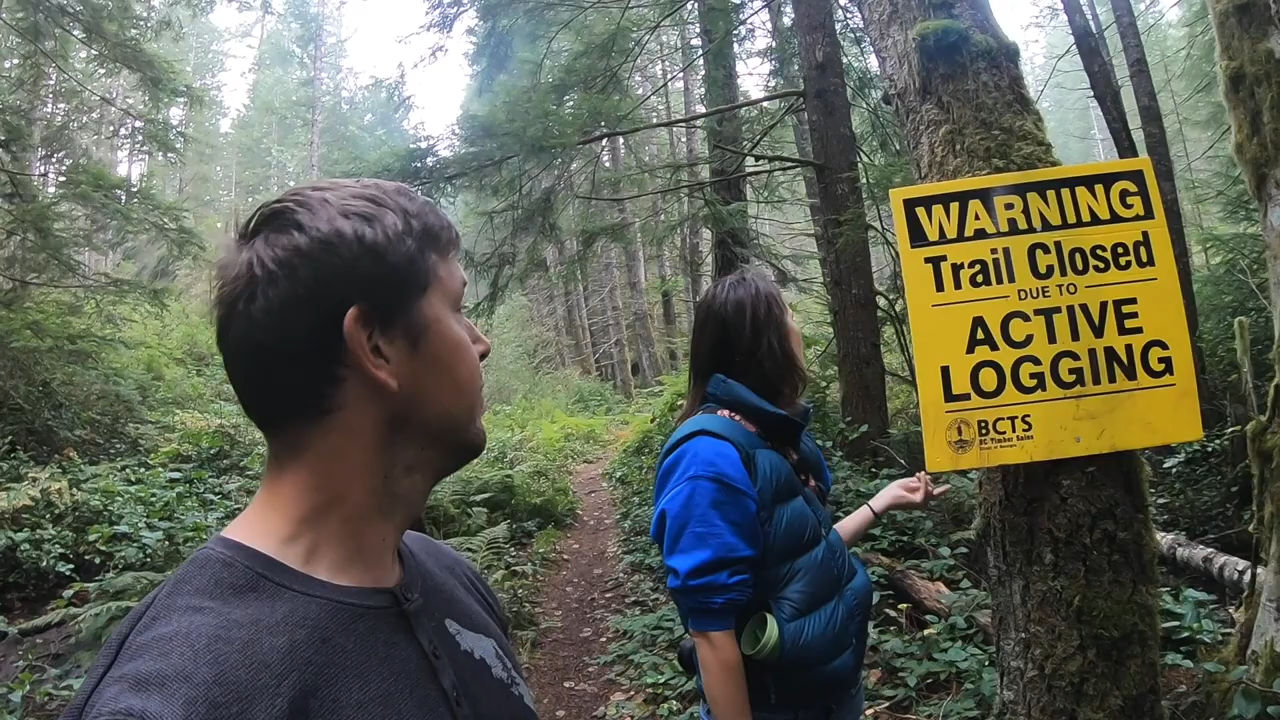 WARNING
Trail Closed
DUE TO
ACTIVE
LOGGING
BCTS
BC Timber Sales